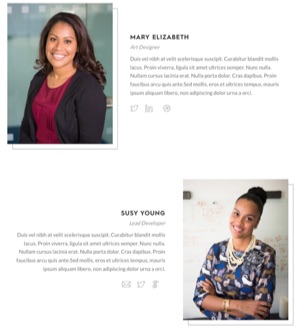 MARY ELIZABETH
Art Designer
Duis vel nibh at velit scelerisque suscipit. Curabitur blandit mollis
lacus. Proin viverra, ligula sit amet ultrices semper. Nunc nulla.
Nullam cursus lacinia erat. Nulla porta dolor. Cras dapibus. Proin
faucibus arcu quis ante Sed mollis, eros et ultrices tempus, mauris
ipsum aliquam libero, non adipiscing dolor urna a orci.
SUSY YOUNG
Lead Developer
Duis vel nibh at velit scelerisque suscipit. Curabitur blandit mollis
lacus. Proin viverra, ligula sit amet ultrices semper. Nunc nulla.
Nullam cursus lacinia erat. Nulla porta dolor. Cras dapibus. Proin
faucibus arcu quis ante Sed mollis, eros et ultrices tempus, mauris
ipsum aliquam libero, non adipiscing dolor urna a orci.